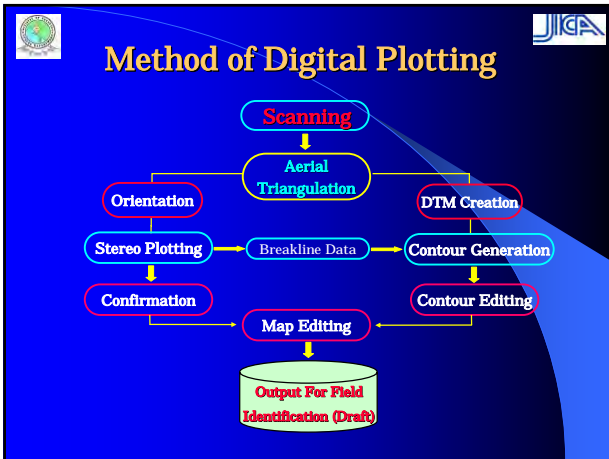 JICA
Method of Digital Plotting
Scanning
Aerial
Triangulation
Orientation
DTM Creation
Stereo Plotting
Breakline Data
Contour Generation
Confirmation
Contour Editing
Map Editing
Output For Field
Identification (Draft)